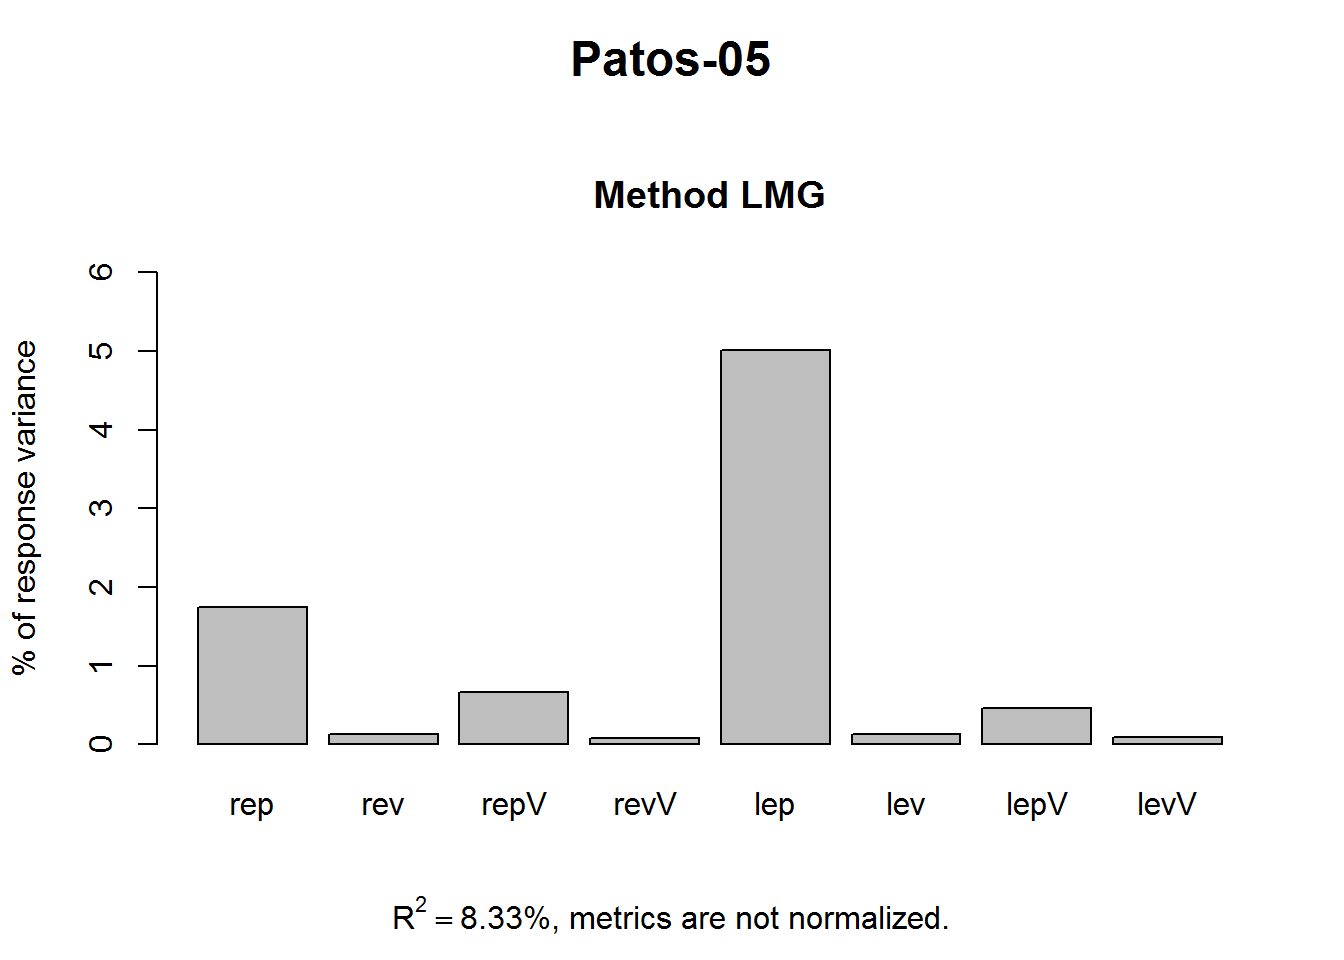 Patos-05
Method LMG
% of response variance
6
5
4
3
2
1
0
rep rev repV revV lep lev lepV levV
R² = 8.33%, metrics are not normalized.